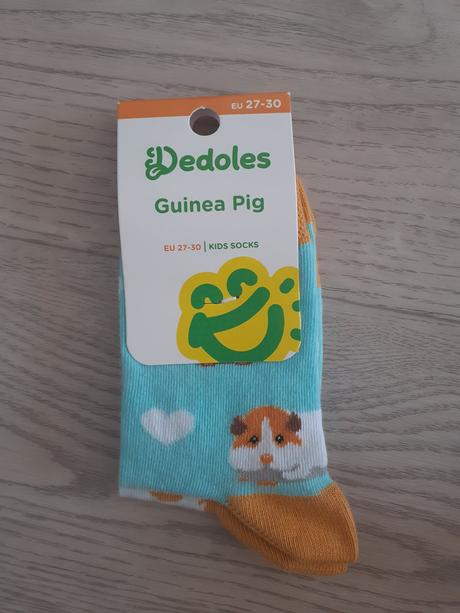 EU 27-30
Dedoles
Guinea Pig
EU 27-30 | KIDS SOCKS